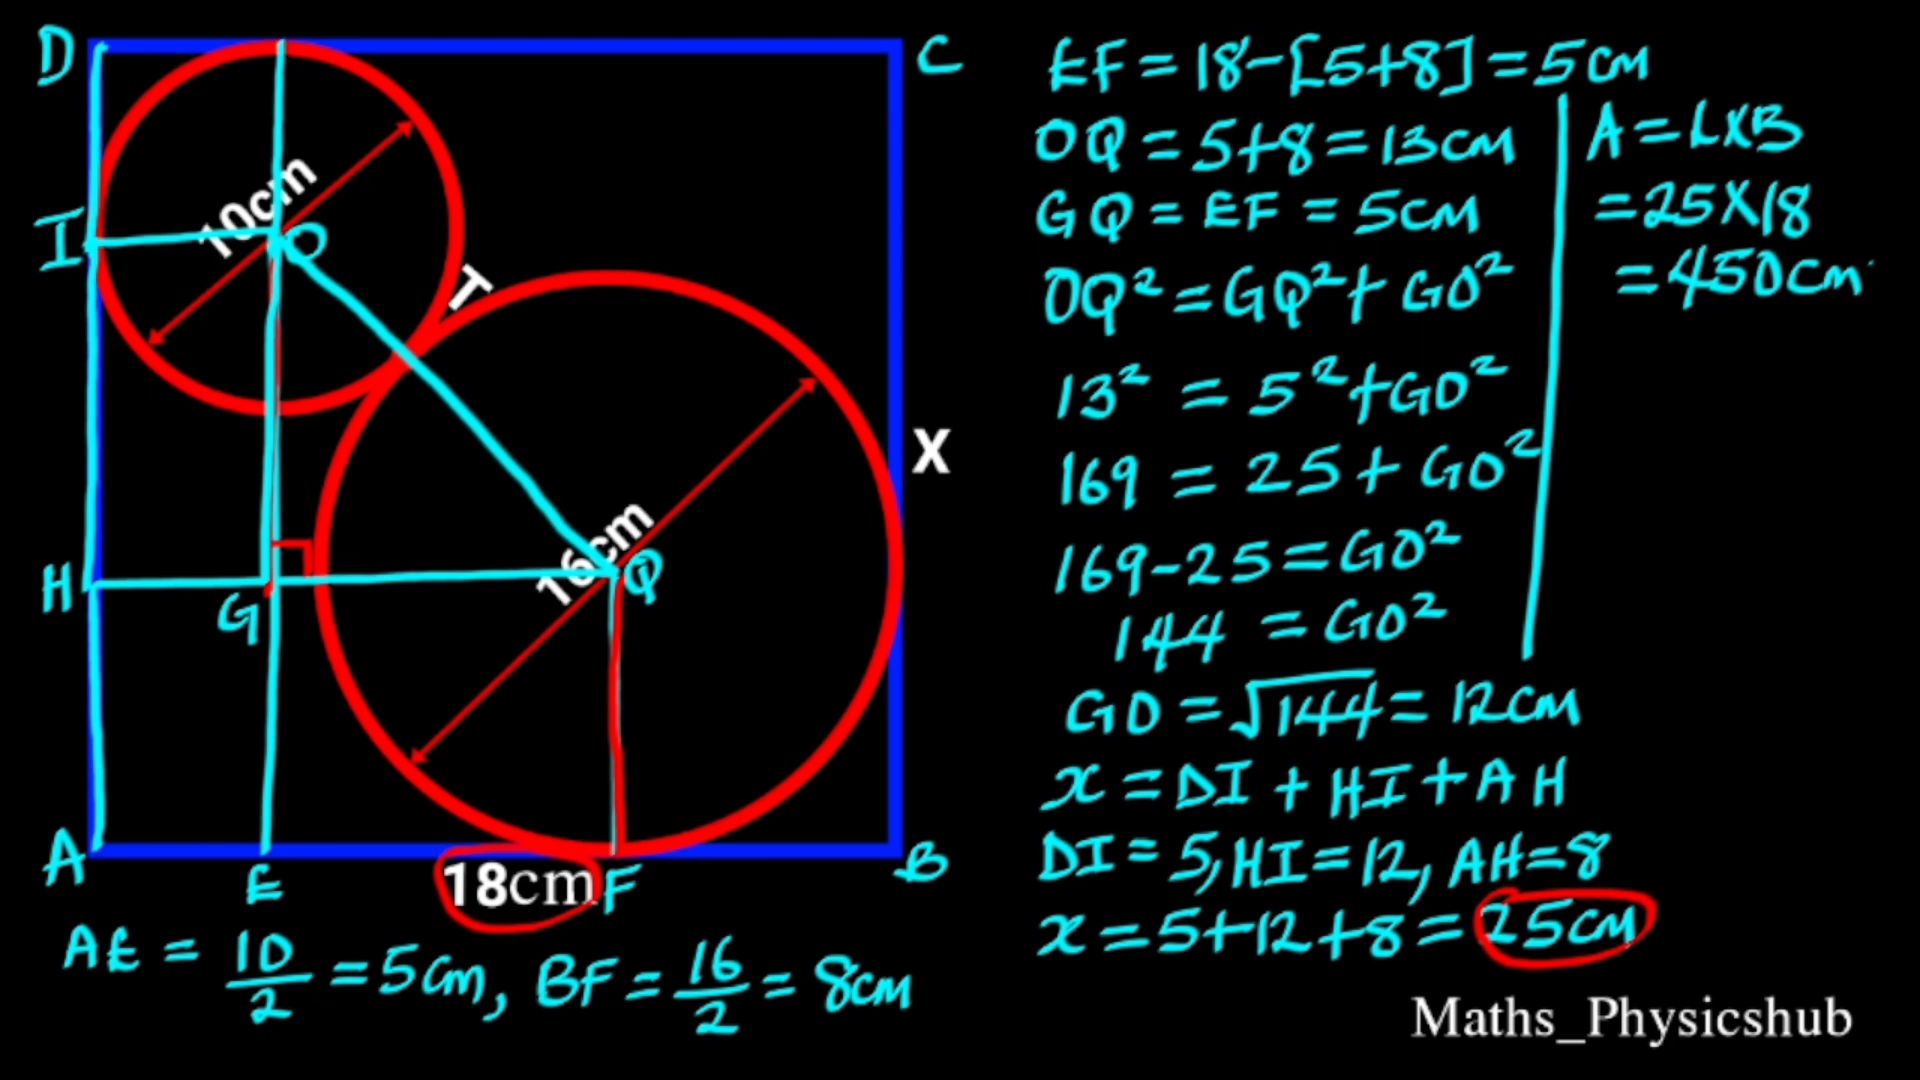 D
C
10cm
I
O
T
X
16cm
H
G
Q
A
E
18cm
F
B
AE = 10/2 = 5cm, BF = 16/2 = 8cm
EF = 18-[5+8] = 5cm
OQ = 5+8 = 13cm
GQ = EF = 5cm
OQ² = GQ² + GO²
13² = 5² + GO²
169 = 25 + GO²
169-25 = GO²
144 = GO²
GO = √144 = 12cm
x = DI + HI + AH
DI = 5, HI = 12, AH = 8
x = 5+12+8 = 25cm
A = L×B
= 25×18
= 450cm
Maths_Physicshub